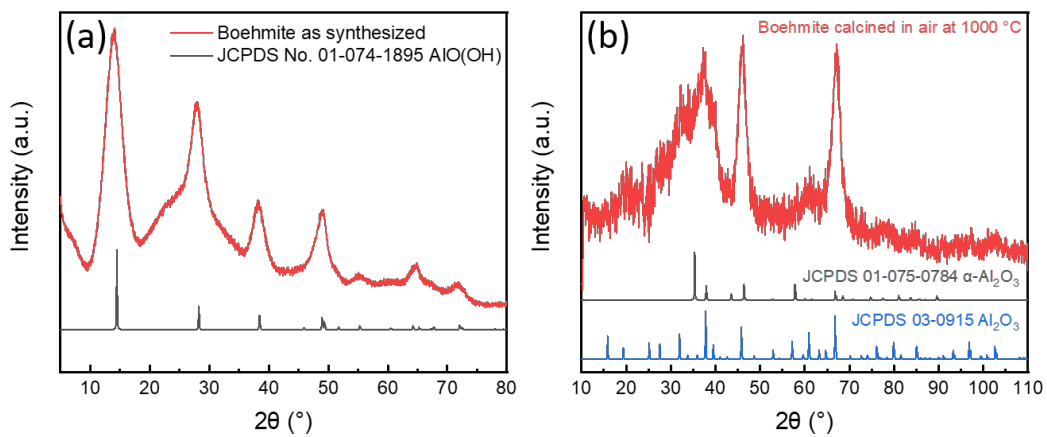 (a)
Boehmite as synthesized
JCPDS No. 01-074-1895 AlO(OH)
Intensity (a.u.)
10 20 30 40 50 60 70 80
2θ (°)
(b)
Boehmite calcined in air at 1000 °C
JCPDS 01-075-0784 α-Al₂O₃
JCPDS 03-0915 Al₂O₃
Intensity (a.u.)
10 20 30 40 50 60 70 80 90 100 110
2θ (°)